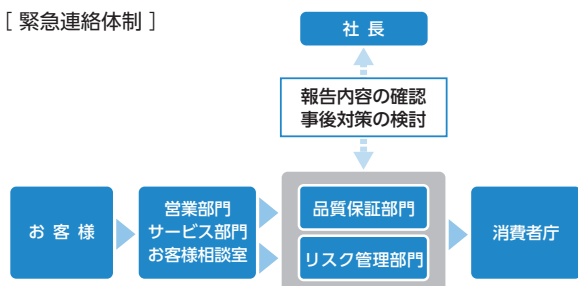 [ 緊急連絡体制 ]
社 長
報告内容の確認
事後対策の検討
お 客 様
営業部門
サービス部門
お客様相談室
品質保証部門
リスク管理部門
消費者庁